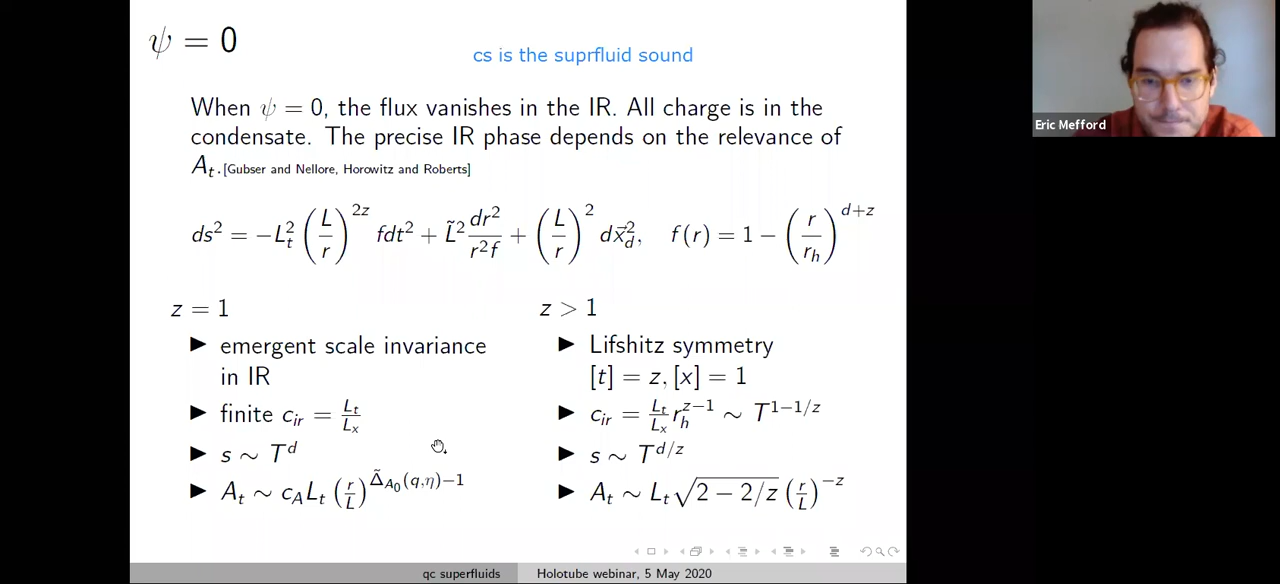 ψ = 0
cs is the suprfluid sound
Eric Mefford
When ψ = 0, the flux vanishes in the IR. All charge is in the
condensate. The precise IR phase depends on the relevance of
A_t. [Gubser and Nellore, Horowitz and Roberts]
ds² = −L_t² (L/r)^{2z} fdt² + L̃² dr²/(r²f) + (L/r)² dx⃗_d², f(r) = 1 − (r/r_h)^{d+z}
z = 1
▶ emergent scale invariance
in IR
▶ finite c_ir = L_t/L_x
▶ s ∼ T^d
▶ A_t ∼ c_A L_t (r/L)^{Δ̃_{A_0}(q,η)−1}
z > 1
▶ Lifshitz symmetry
[t] = z, [x] = 1
▶ c_ir = L_t/L_x r_h^{z−1} ∼ T^{1−1/z}
▶ s ∼ T^{d/z}
▶ A_t ∼ L_t √(2 − 2/z) (r/L)^{−z}
qc superfluids
Holotube webinar, 5 May 2020